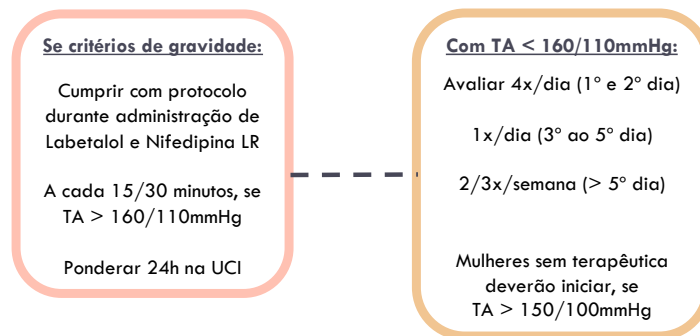 Se critérios de gravidade:
Cumprir com protocolo
durante administração de
Labetalol e Nifedipina LR
A cada 15/30 minutos, se
TA > 160/110mmHg
Ponderar 24h na UCI
Com TA < 160/110mmHg:
Avaliar 4x/dia (1º e 2º dia)
1x/dia (3º ao 5º dia)
2/3x/semana (> 5º dia)
Mulheres sem terapêutica
deverão iniciar, se
TA > 150/100mmHg